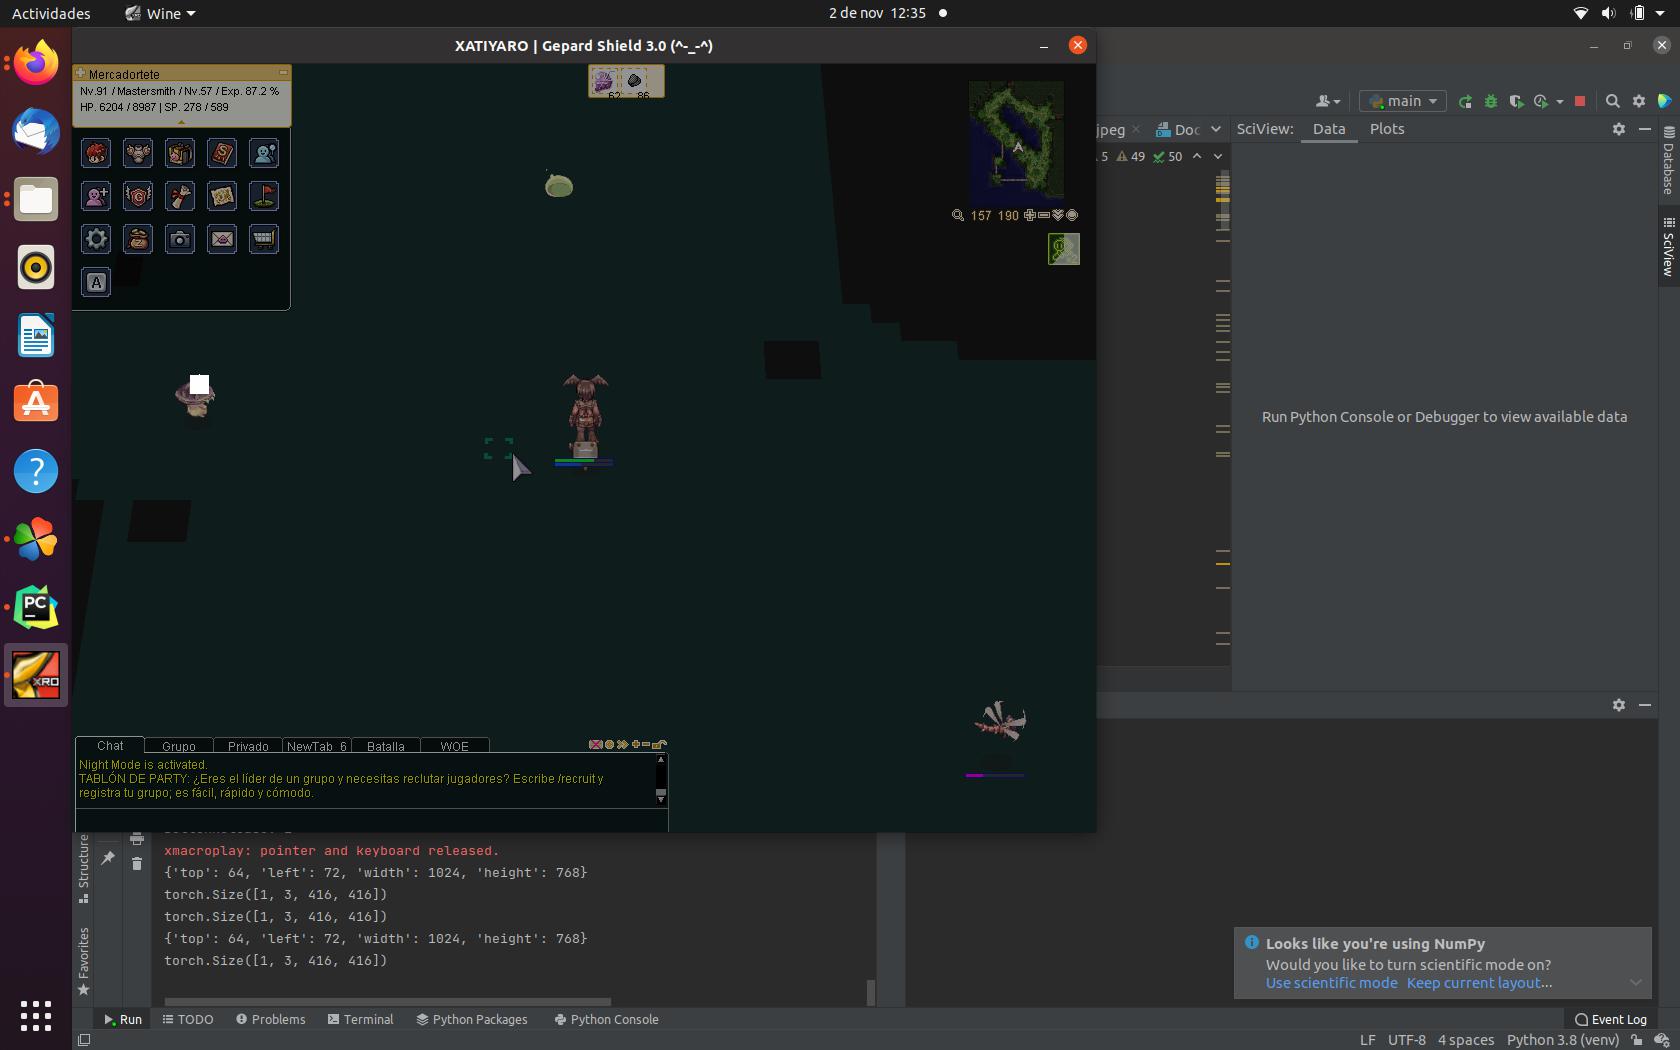 Actividades
Wine
2 de nov 12:35
XATIYARO | Gepard Shield 3.0 (^-_-^)
Mercadortete
Nv.91 / Mastersmith / Nv.57 / Exp. 87.2 %
HP. 6204 / 8987 | SP. 278 / 589
62
86
157 190
A
main
jpeg
Doc
SciView:
Data
Plots
5
49
50
Database
SciView
Run Python Console or Debugger to view available data
PC
XRO
Chat
Grupo
Privado
NewTab 6
Batalla
WOE
Night Mode is activated.
TABLÓN DE PARTY: ¿Eres el líder de un grupo y necesitas reclutar jugadores? Escribe /recruit y
registra tu grupo; es fácil, rápido y cómodo.
Structure
Favorites
xmacroplay: pointer and keyboard released.
{'top': 64, 'left': 72, 'width': 1024, 'height': 768}
torch.Size([1, 3, 416, 416])
torch.Size([1, 3, 416, 416])
{'top': 64, 'left': 72, 'width': 1024, 'height': 768}
torch.Size([1, 3, 416, 416])
Looks like you're using NumPy
Would you like to turn scientific mode on?
Use scientific mode
Keep current layout...
Run
TODO
Problems
Terminal
Python Packages
Python Console
Event Log
LF
UTF-8
4 spaces
Python 3.8 (venv)